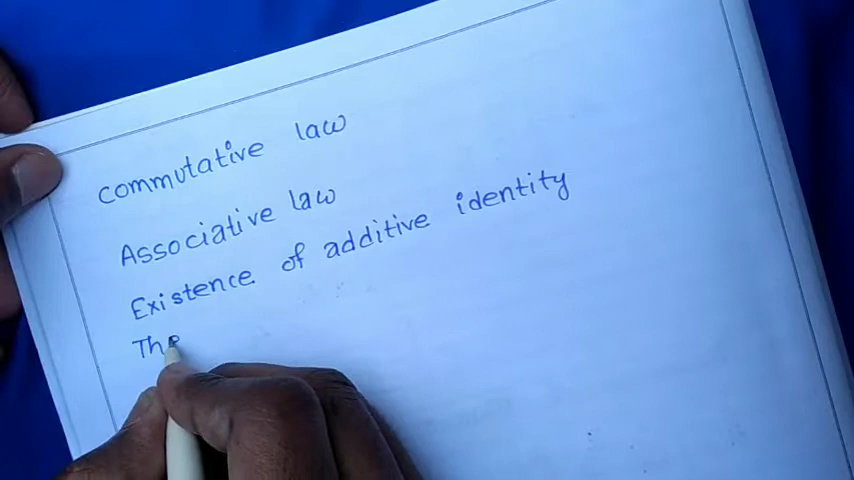 commutative law
Associative law
Existence of additive identity
The